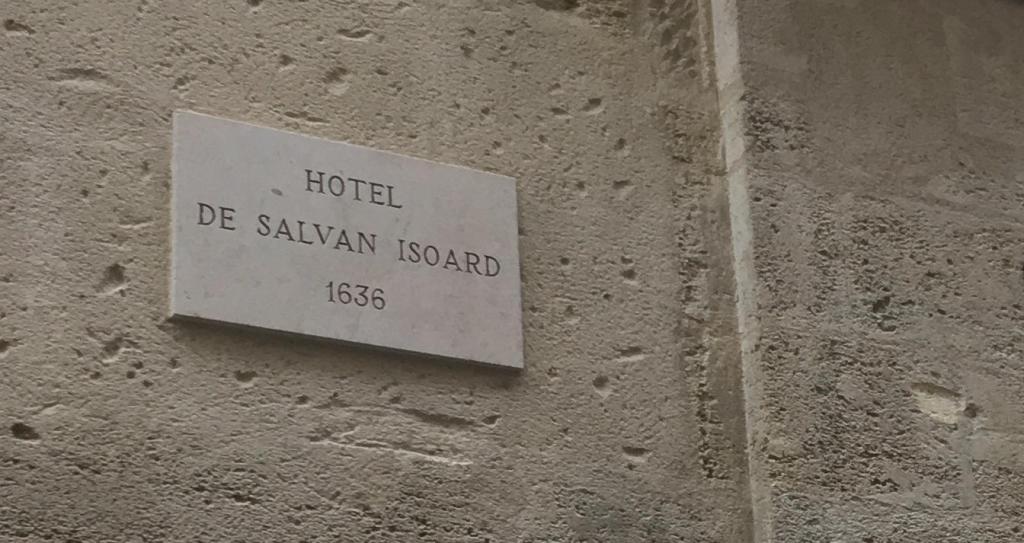 HOTEL
DE SALVAN ISOARD
1636